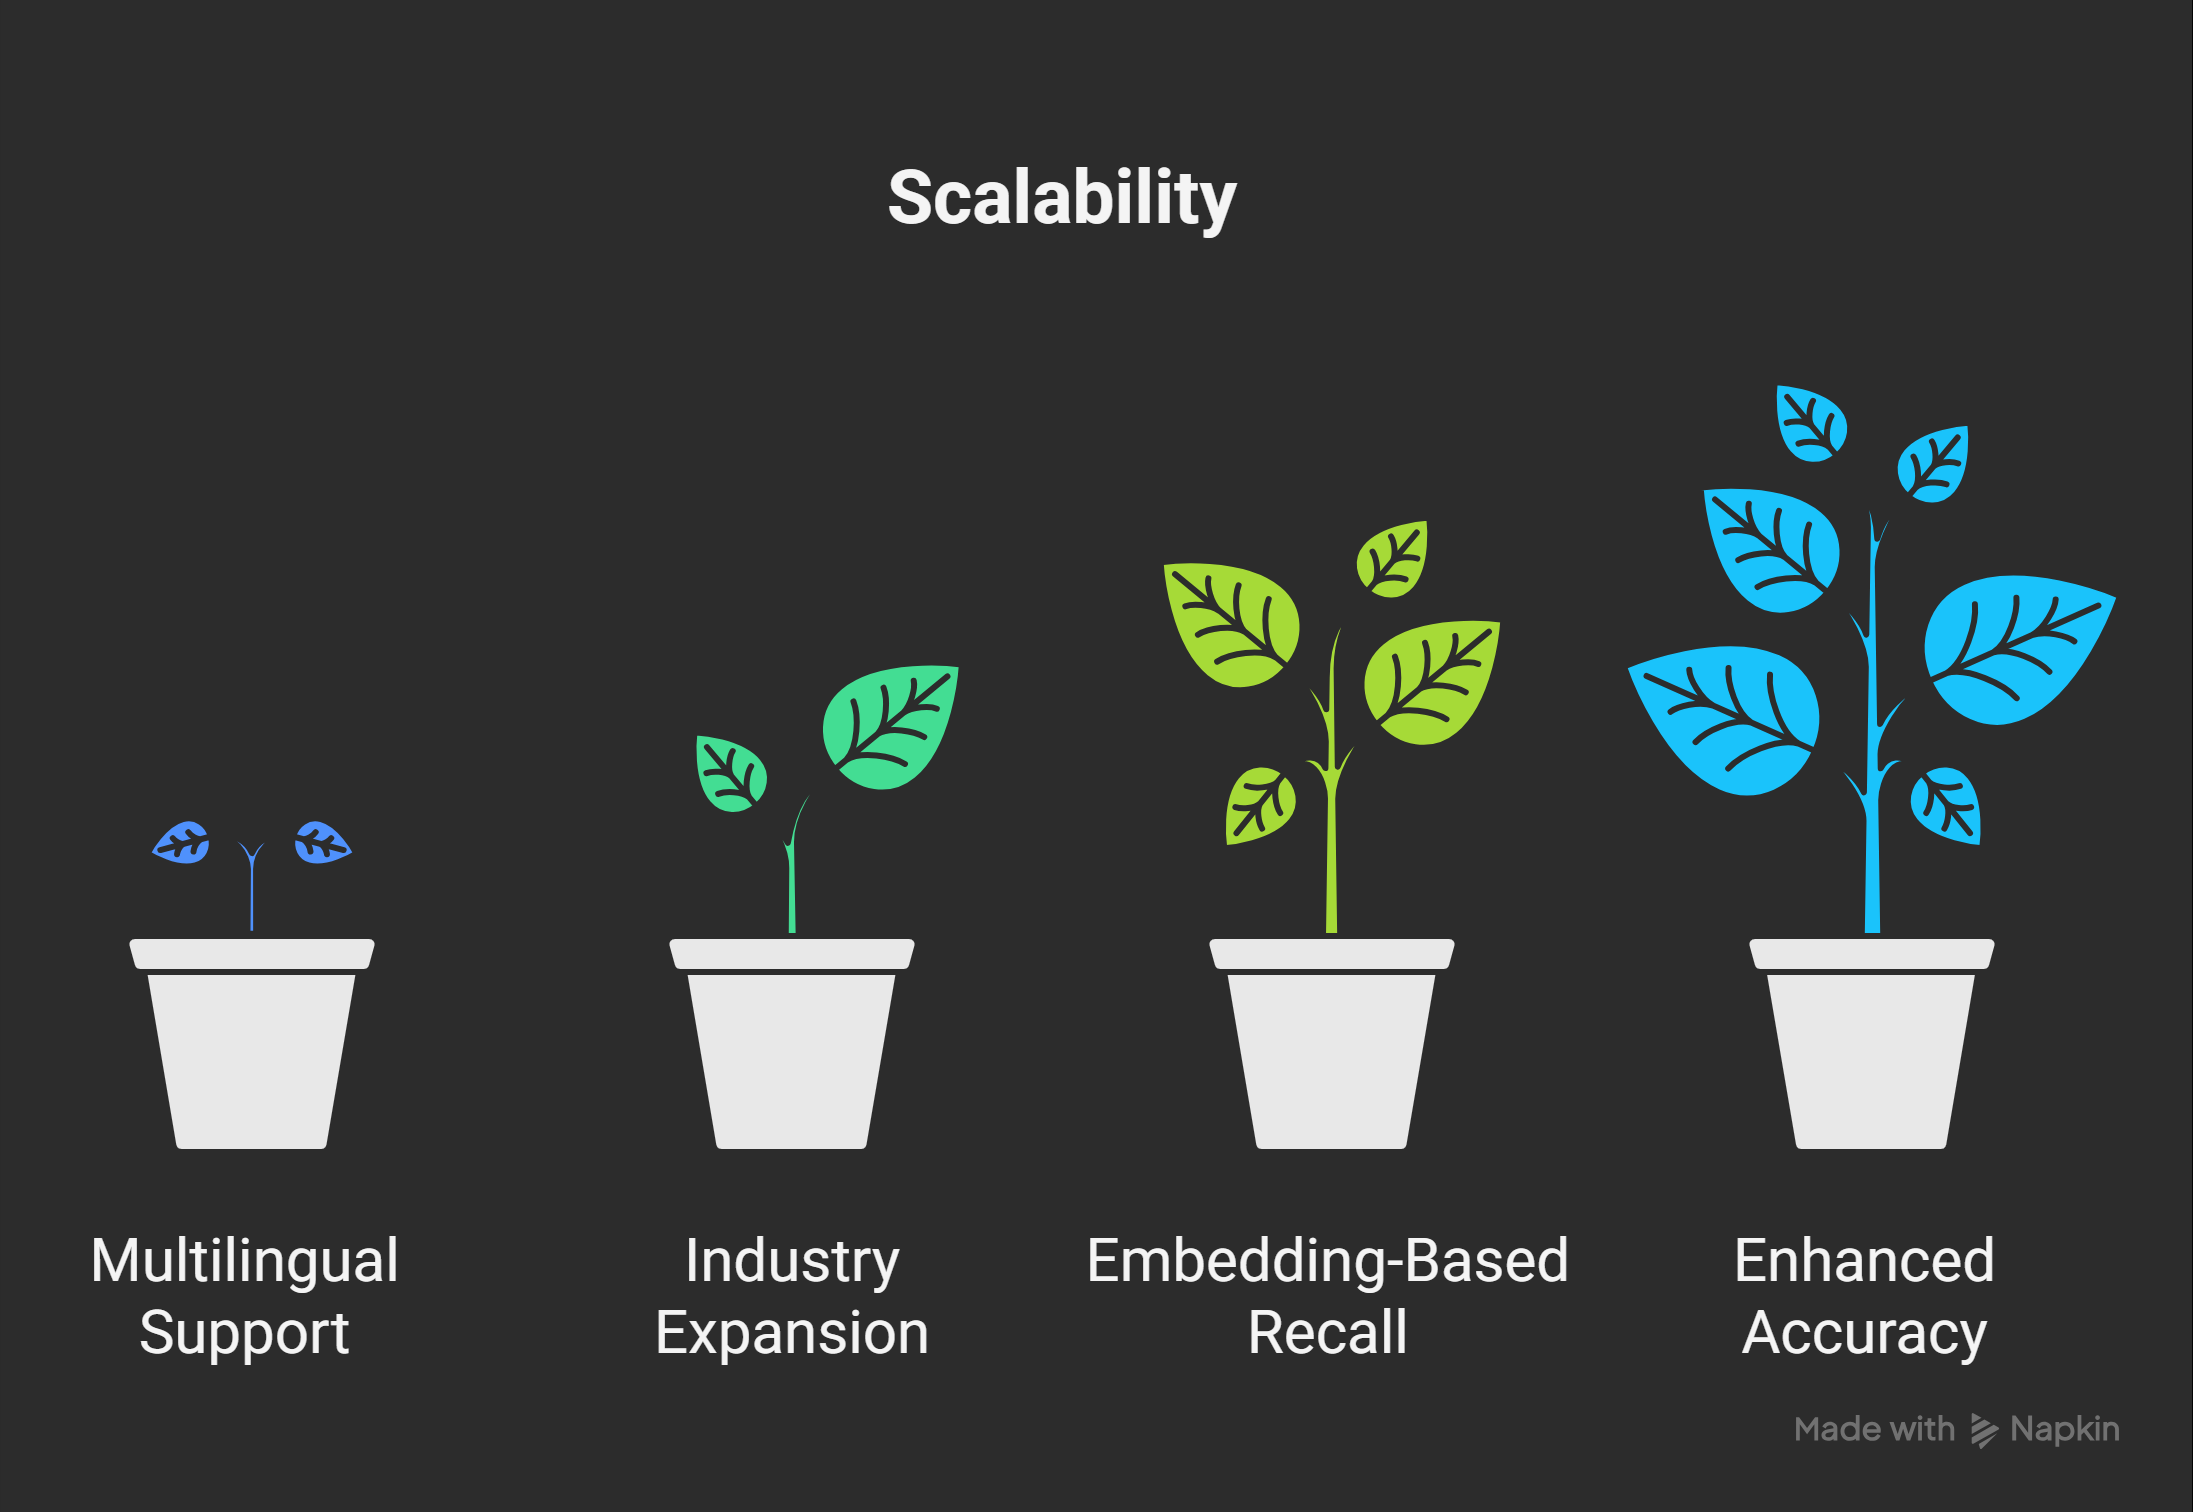 Scalability
Multilingual
Support
Industry
Expansion
Embedding-Based
Recall
Enhanced
Accuracy
Made with Napkin